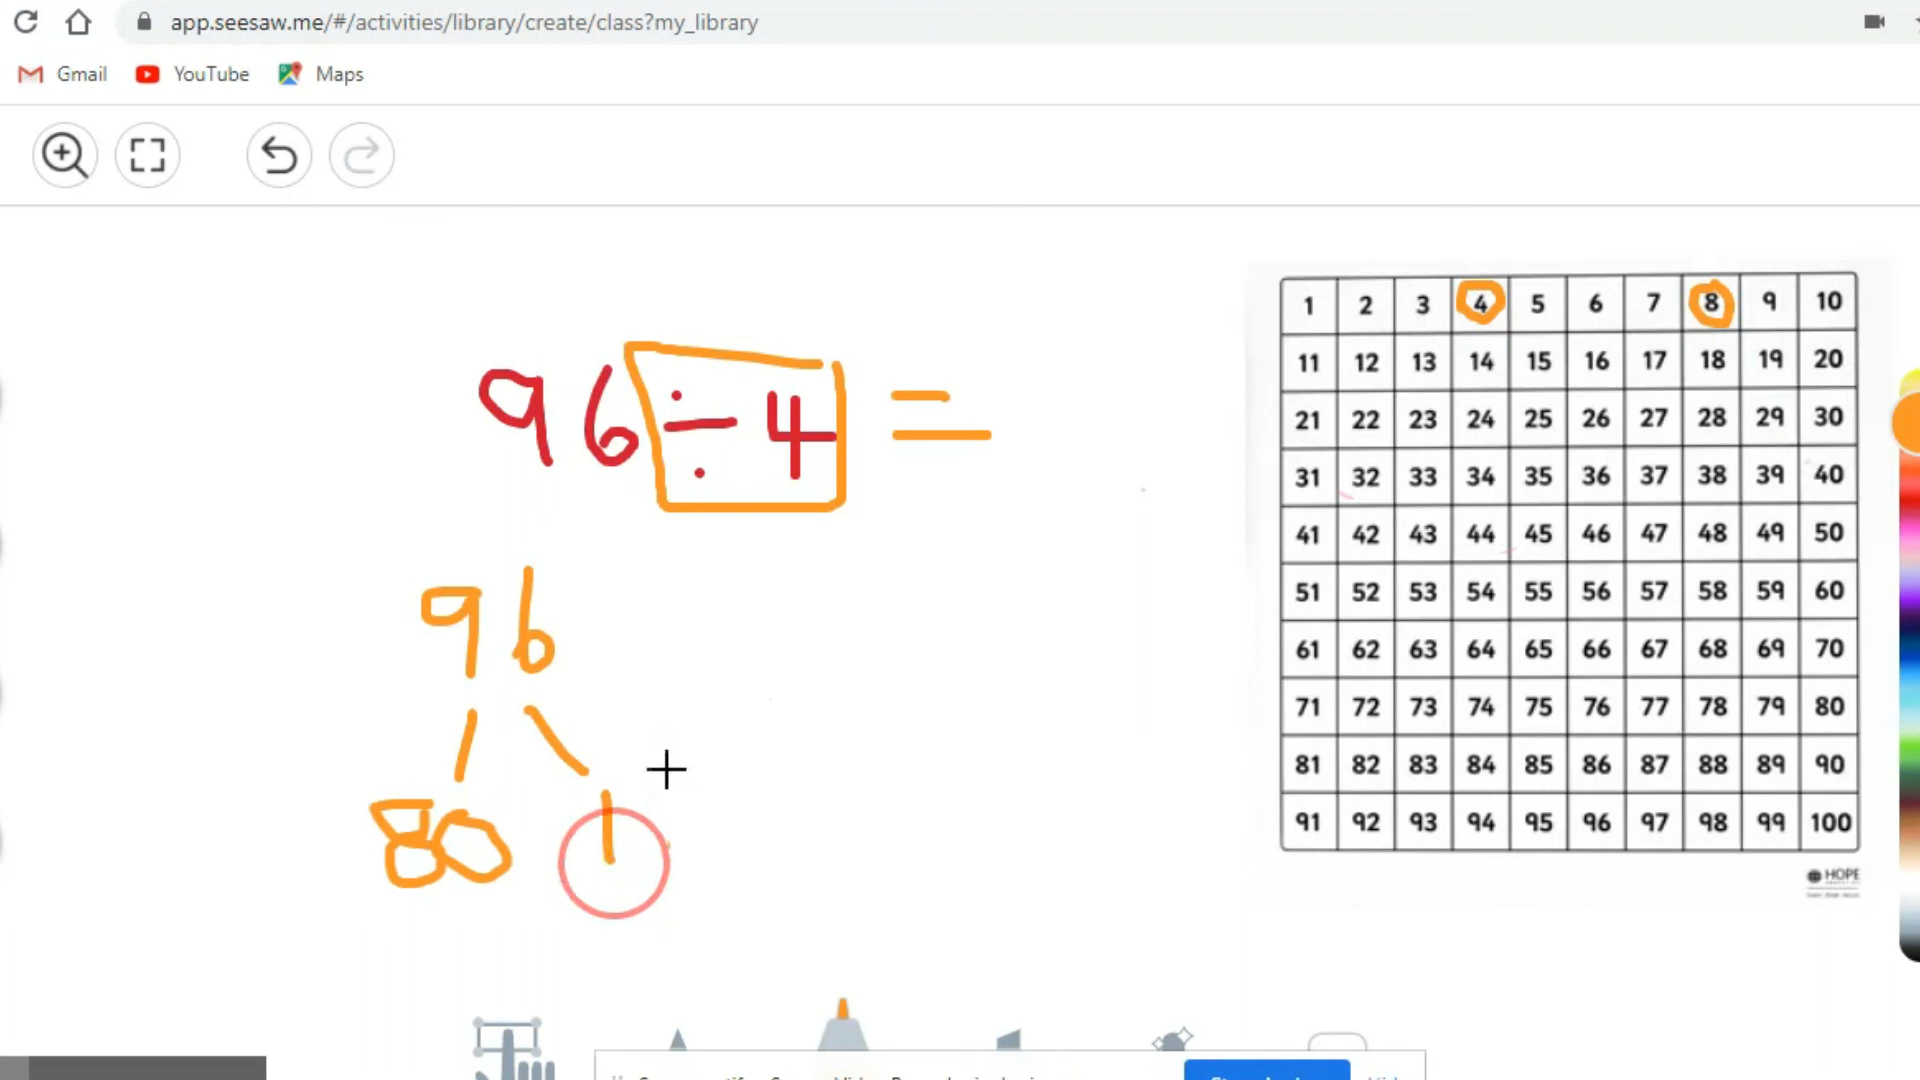 app.seesaw.me/#/activities/library/create/class?my_library
Gmail YouTube Maps
96 ÷ 4 =
96
80 1
1 2 3 4 5 6 7 8 9 10
11 12 13 14 15 16 17 18 19 20
21 22 23 24 25 26 27 28 29 30
31 32 33 34 35 36 37 38 39 40
41 42 43 44 45 46 47 48 49 50
51 52 53 54 55 56 57 58 59 60
61 62 63 64 65 66 67 68 69 70
71 72 73 74 75 76 77 78 79 80
81 82 83 84 85 86 87 88 89 90
91 92 93 94 95 96 97 98 99 100
HOPE